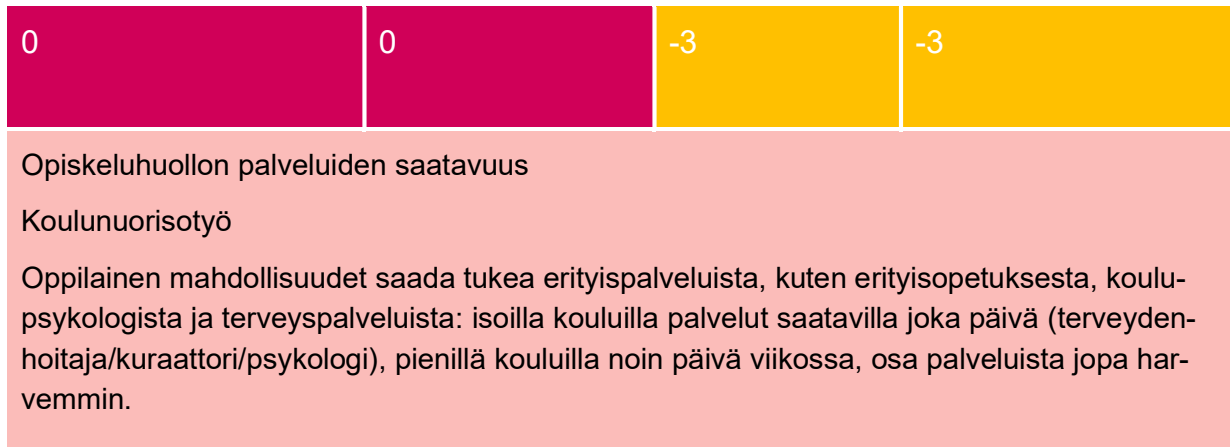 0 0 -3 -3
Opiskeluhuollon palveluiden saatavuus
Koulunuorisotyö
Oppilainen mahdollisuudet saada tukea erityispalveluista, kuten erityisopetuksesta, koulu-
psykologista ja terveyspalveluista: isoilla kouluilla palvelut saatavilla joka päivä (terveyden-
hoitaja/kuraattori/psykologi), pienillä kouluilla noin päivä viikossa, osa palveluista jopa har-
vemmin.